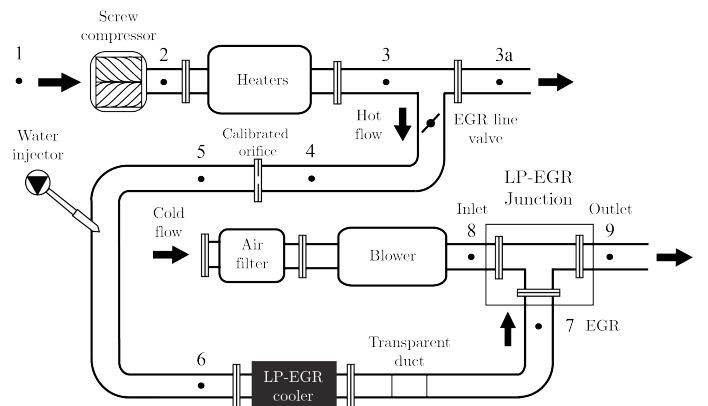 Screw
compressor
1
2
3
3a
Heaters
Hot
flow
EGR line
valve
Water
injector
Calibrated
orifice
5
4
LP-EGR
Junction
Cold
flow
Inlet
Outlet
8
9
Air
filter
Blower
7 EGR
Transparent
duct
6
LP-EGR
cooler